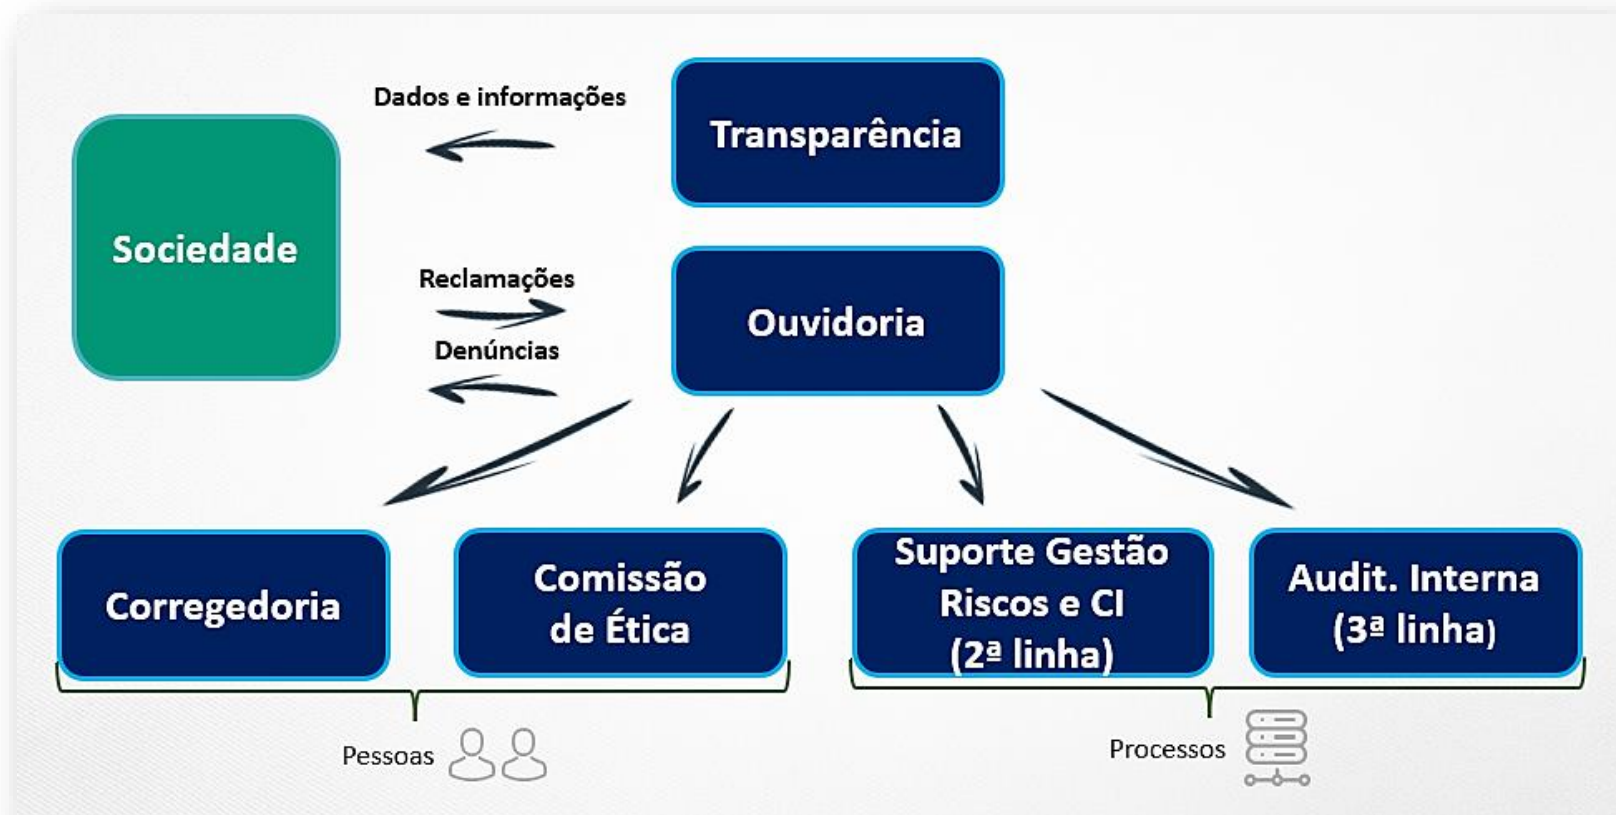 Dados e informações
Transparência
Sociedade
Reclamações
Ouvidoria
Denúncias
Corregedoria
Comissão
de Ética
Suporte Gestão
Riscos e CI
(2ª linha)
Audit. Interna
(3ª linha)
Pessoas
Processos